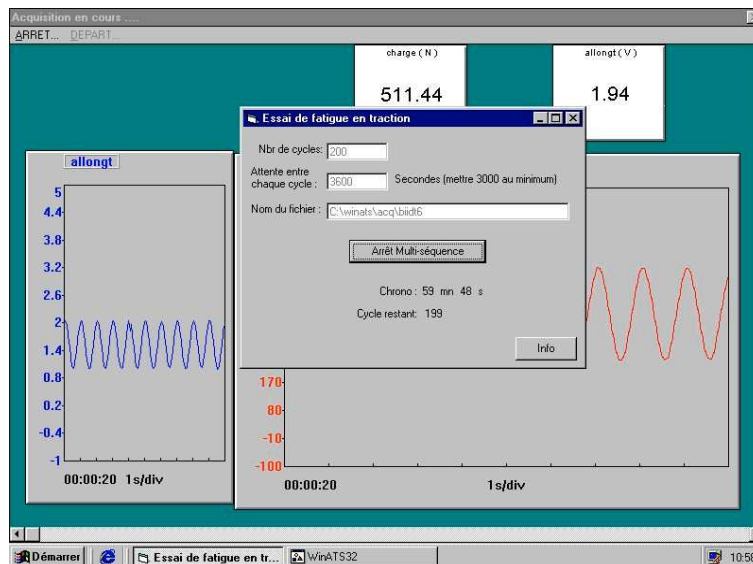 Acquisition en cours ....
ARRET... DEPART...
charge ( N )
511.44
allongt ( V )
1.94
Essai de fatigue en traction
Nbr de cycles: 200
Attente entre
chaque cycle : 3600 Secondes (mettre 3000 au minimum)
Nom du fichier : C:\winats\acq\biidt6
Arrêt Multi-séquence
Chrono : 59 mn 48 s
Cycle restant: 199
Info
allongt
5
4.4
3.8
3.2
2.6
2
1.4
0.8
0.2
-0.4
-1
00:00:20 1s/div
170
80
-10
-100
00:00:20 1s/div
Démarrer Essai de fatigue en tr... WinATS32